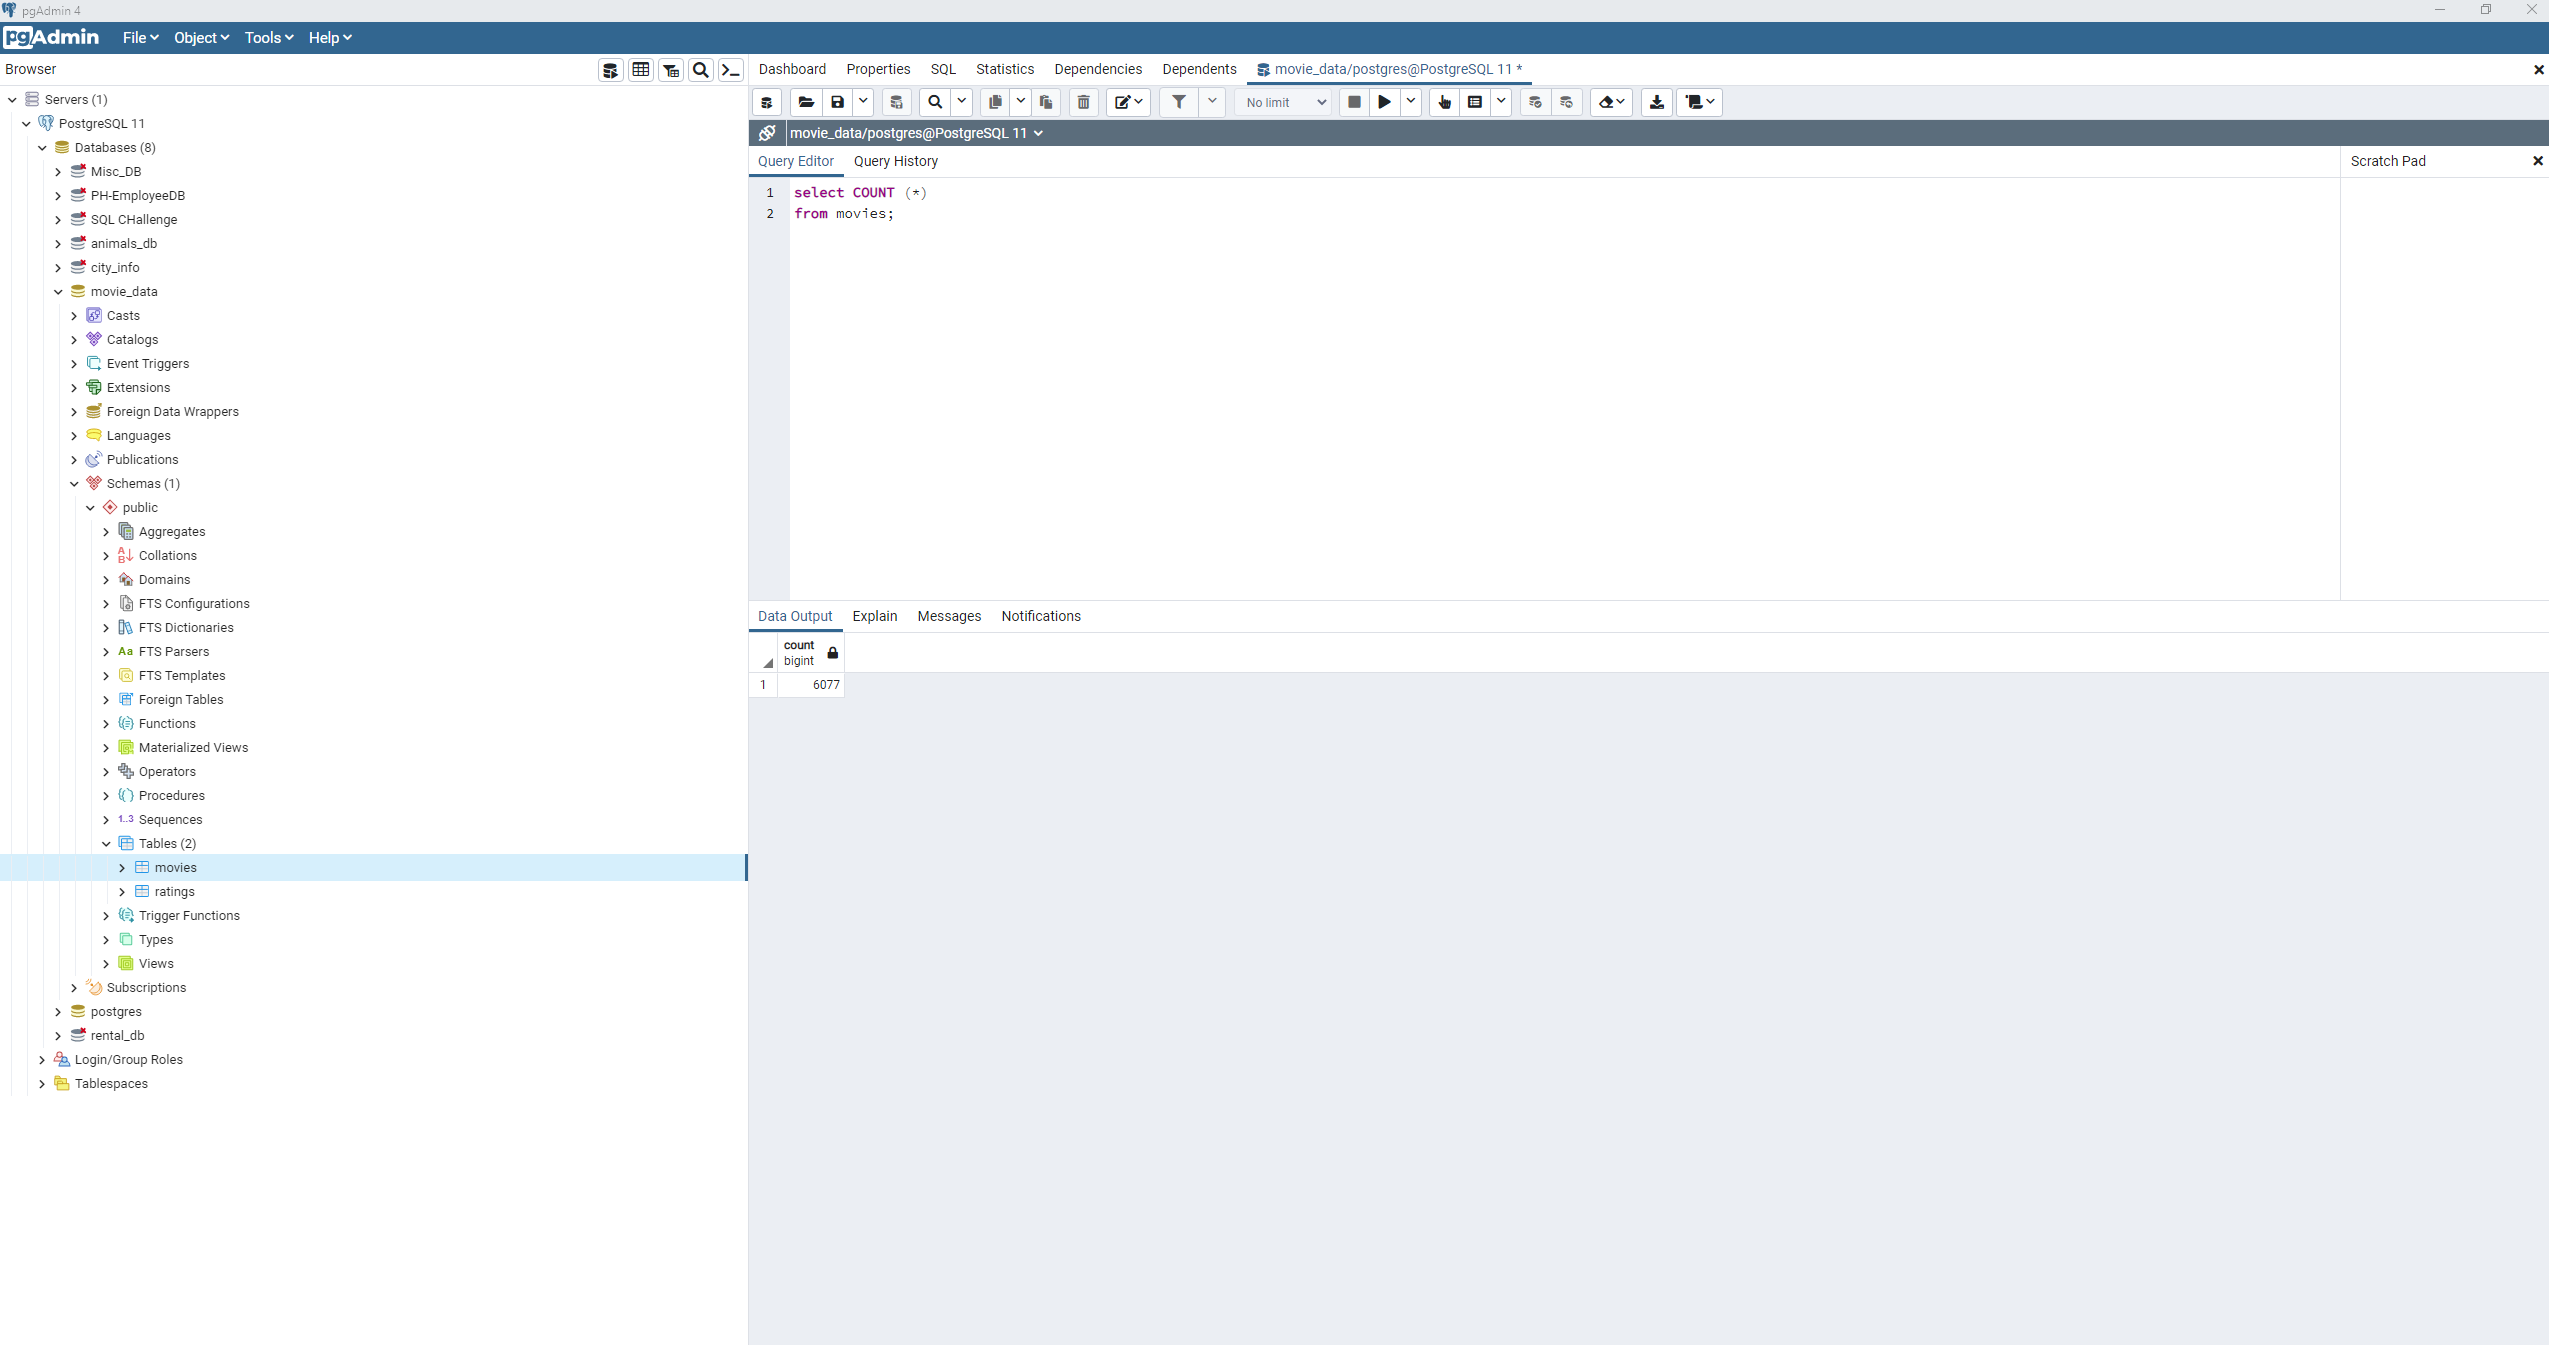 pgAdmin 4
pgAdmin File Object Tools Help
Browser
Servers (1)
PostgreSQL 11
Databases (8)
Misc_DB
PH-EmployeeDB
SQL CHallenge
animals_db
city_info
movie_data
Casts
Catalogs
Event Triggers
Extensions
Foreign Data Wrappers
Languages
Publications
Schemas (1)
public
Aggregates
Collations
Domains
FTS Configurations
FTS Dictionaries
Aa FTS Parsers
FTS Templates
Foreign Tables
Functions
Materialized Views
Operators
Procedures
1..3 Sequences
Tables (2)
movies
ratings
Trigger Functions
Types
Views
Subscriptions
postgres
rental_db
Login/Group Roles
Tablespaces
Dashboard Properties SQL Statistics Dependencies Dependents movie_data/postgres@PostgreSQL 11 *
No limit
movie_data/postgres@PostgreSQL 11
Query Editor Query History
Scratch Pad
1 select COUNT (*)
2 from movies;
Data Output Explain Messages Notifications
count
bigint
1 6077